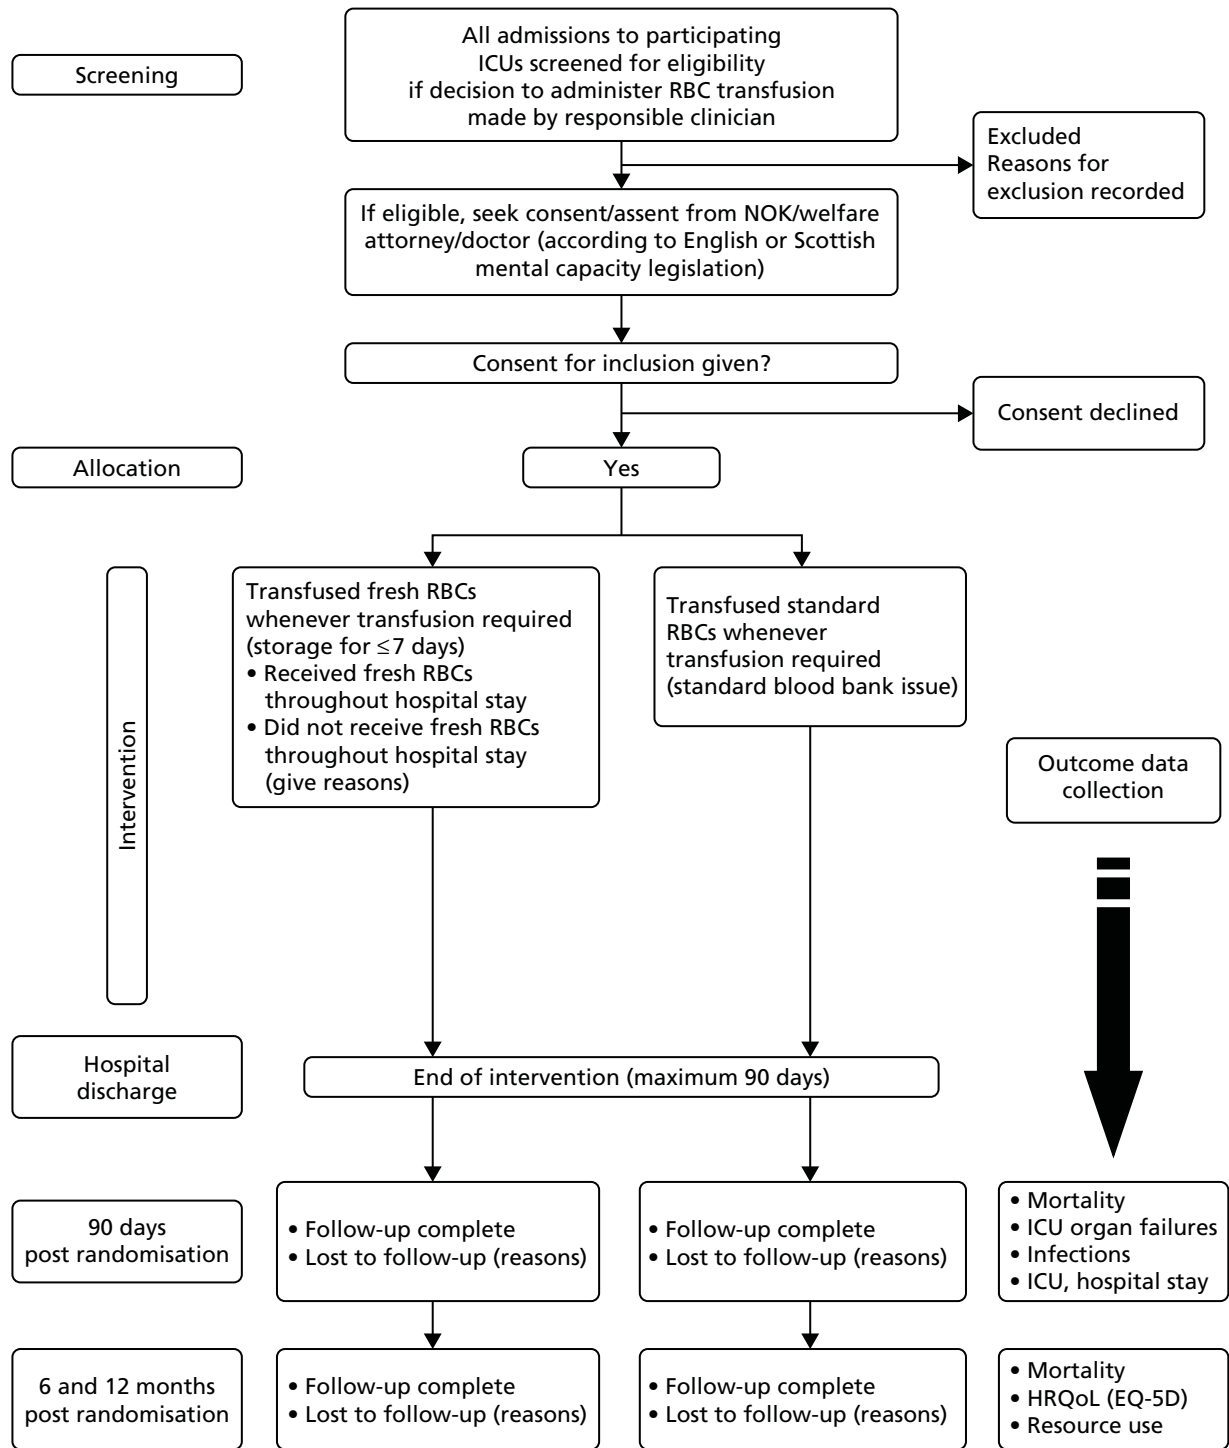 Screening
All admissions to participating
ICUs screened for eligibility
if decision to administer RBC transfusion
made by responsible clinician
Excluded
Reasons for
exclusion recorded
If eligible, seek consent/assent from NOK/welfare
attorney/doctor (according to English or Scottish
mental capacity legislation)
Consent for inclusion given?
Consent declined
Allocation
Yes
Intervention
Transfused fresh RBCs
whenever transfusion required
(storage for ≤7 days)
• Received fresh RBCs
throughout hospital stay
• Did not receive fresh RBCs
throughout hospital stay
(give reasons)
Transfused standard
RBCs whenever
transfusion required
(standard blood bank issue)
Outcome data
collection
Hospital
discharge
End of intervention (maximum 90 days)
90 days
post randomisation
• Follow-up complete
• Lost to follow-up (reasons)
• Follow-up complete
• Lost to follow-up (reasons)
• Mortality
• ICU organ failures
• Infections
• ICU, hospital stay
6 and 12 months
post randomisation
• Follow-up complete
• Lost to follow-up (reasons)
• Follow-up complete
• Lost to follow-up (reasons)
• Mortality
• HRQoL (EQ-5D)
• Resource use